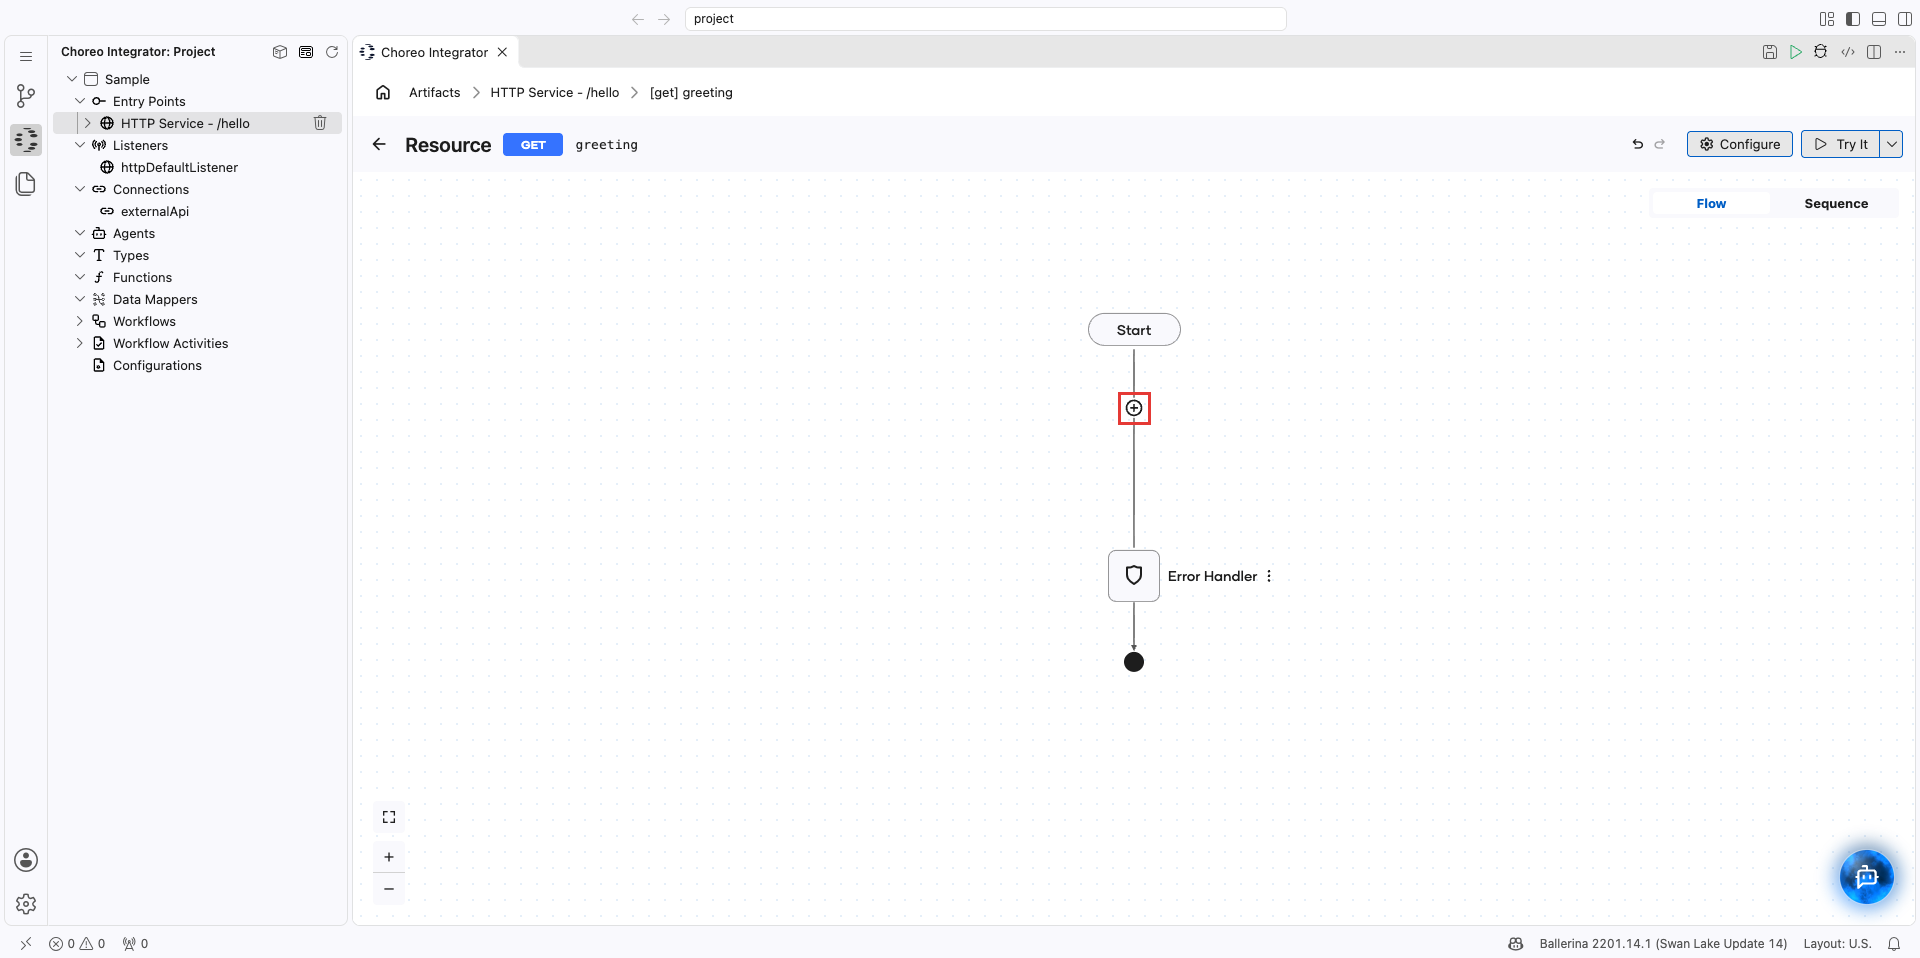 project
Choreo Integrator: Project
Sample
Entry Points
HTTP Service - /hello
Listeners
httpDefaultListener
Connections
externalApi
Agents
Types
Functions
Data Mappers
Workflows
Workflow Activities
Configurations
Choreo Integrator
Artifacts
HTTP Service - /hello
[get] greeting
Resource GET greeting
Configure
Try It
Flow
Sequence
Start
Error Handler
0 0 0
Ballerina 2201.14.1 (Swan Lake Update 14)
Layout: U.S.